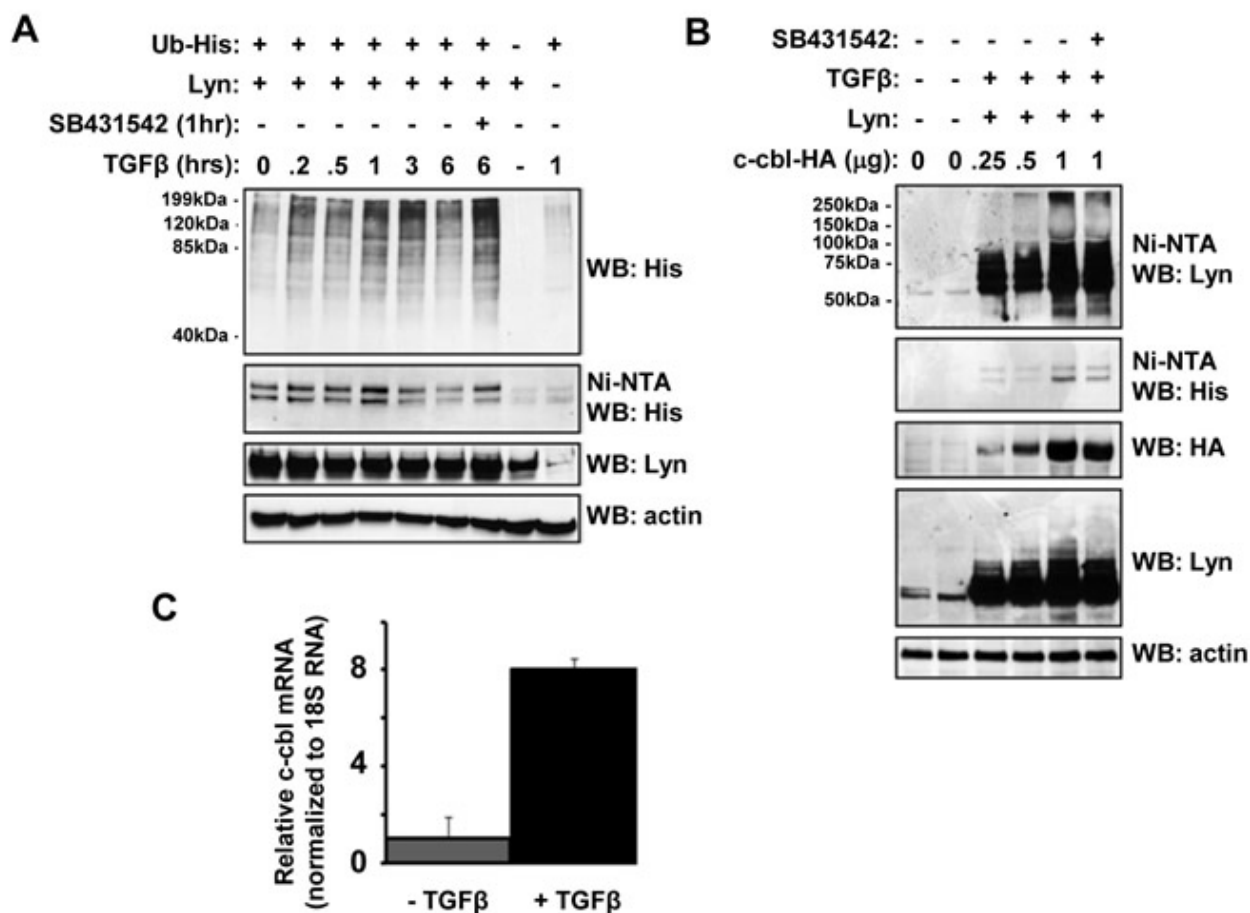 A
Ub-His: + + + + + + + - +
Lyn: + + + + + + + + -
SB431542 (1hr): - - - - - - + - -
TGFβ (hrs): 0 .2 .5 1 3 6 6 - 1
199kDa -
120kDa -
85kDa -
40kDa -
WB: His
Ni-NTA
WB: His
WB: Lyn
WB: actin
B
SB431542: - - - - - +
TGFβ: - - + + + +
Lyn: - - + + + +
c-cbl-HA (μg): 0 0 .25 .5 1 1
250kDa -
150kDa -
100kDa -
75kDa -
50kDa -
Ni-NTA
WB: Lyn
Ni-NTA
WB: His
WB: HA
WB: Lyn
WB: actin
C
Relative c-cbl mRNA
(normalized to 18S RNA)
8
4
0
- TGFβ + TGFβ